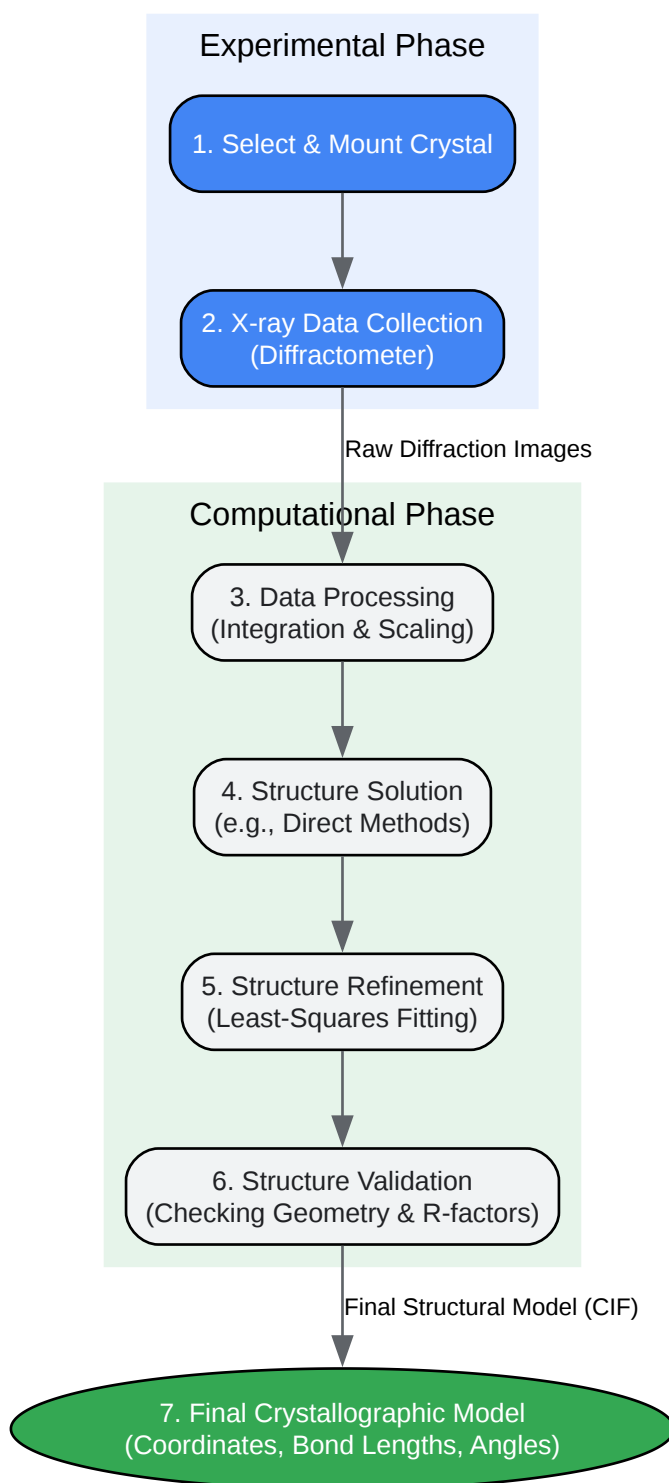 Experimental Phase
1. Select & Mount Crystal
2. X-ray Data Collection
(Diffractometer)
Raw Diffraction Images
Computational Phase
3. Data Processing
(Integration & Scaling)
4. Structure Solution
(e.g., Direct Methods)
5. Structure Refinement
(Least-Squares Fitting)
6. Structure Validation
(Checking Geometry & R-factors)
Final Structural Model (CIF)
7. Final Crystallographic Model
(Coordinates, Bond Lengths, Angles)